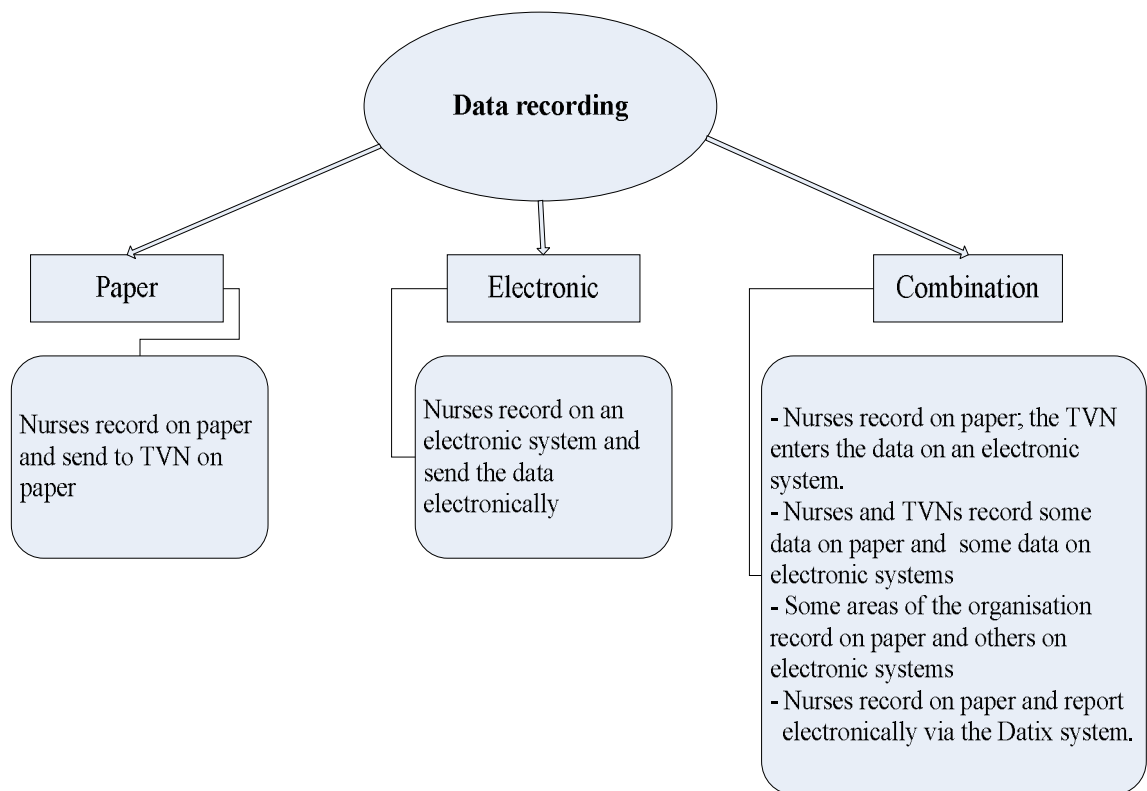 Data recording
Paper
Electronic
Combination
Nurses record on paper
and send to TVN on
paper
Nurses record on an
electronic system and
send the data
electronically
- Nurses record on paper; the TVN
enters the data on an electronic
system.
- Nurses and TVNs record some
data on paper and some data on
electronic systems
- Some areas of the organisation
record on paper and others on
electronic systems
- Nurses record on paper and report
electronically via the Datix system.